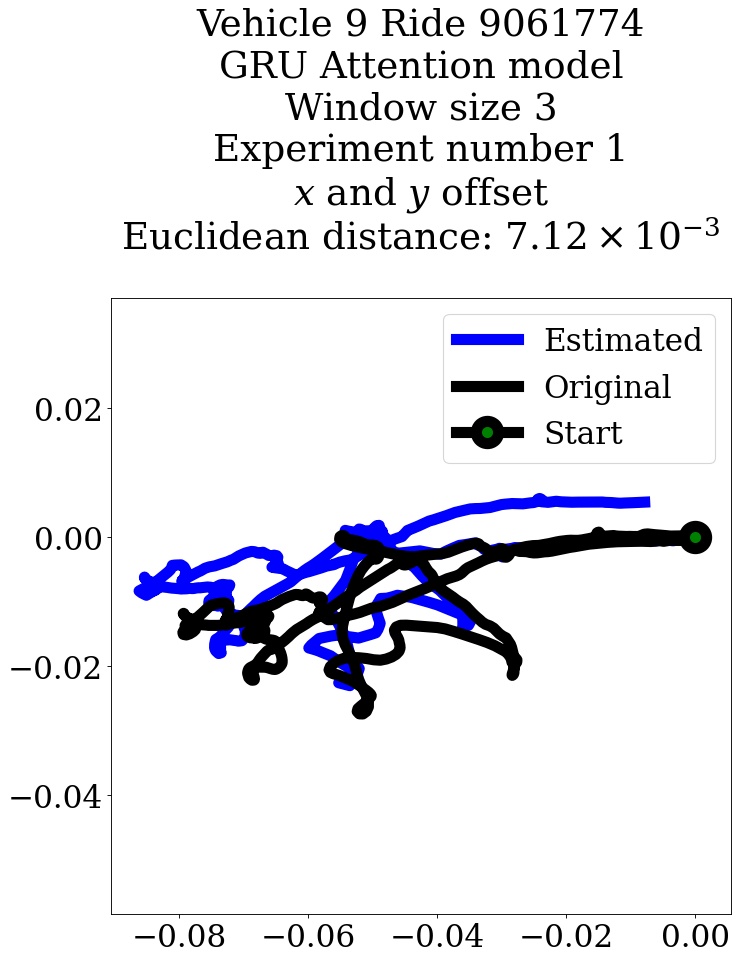 Vehicle 9 Ride 9061774
GRU Attention model
Window size 3
Experiment number 1
x and y offset
Euclidean distance: 7.12 × 10⁻³
Estimated
Original
Start
0.02
0.00
−0.02
−0.04
−0.08 −0.06 −0.04 −0.02 0.00